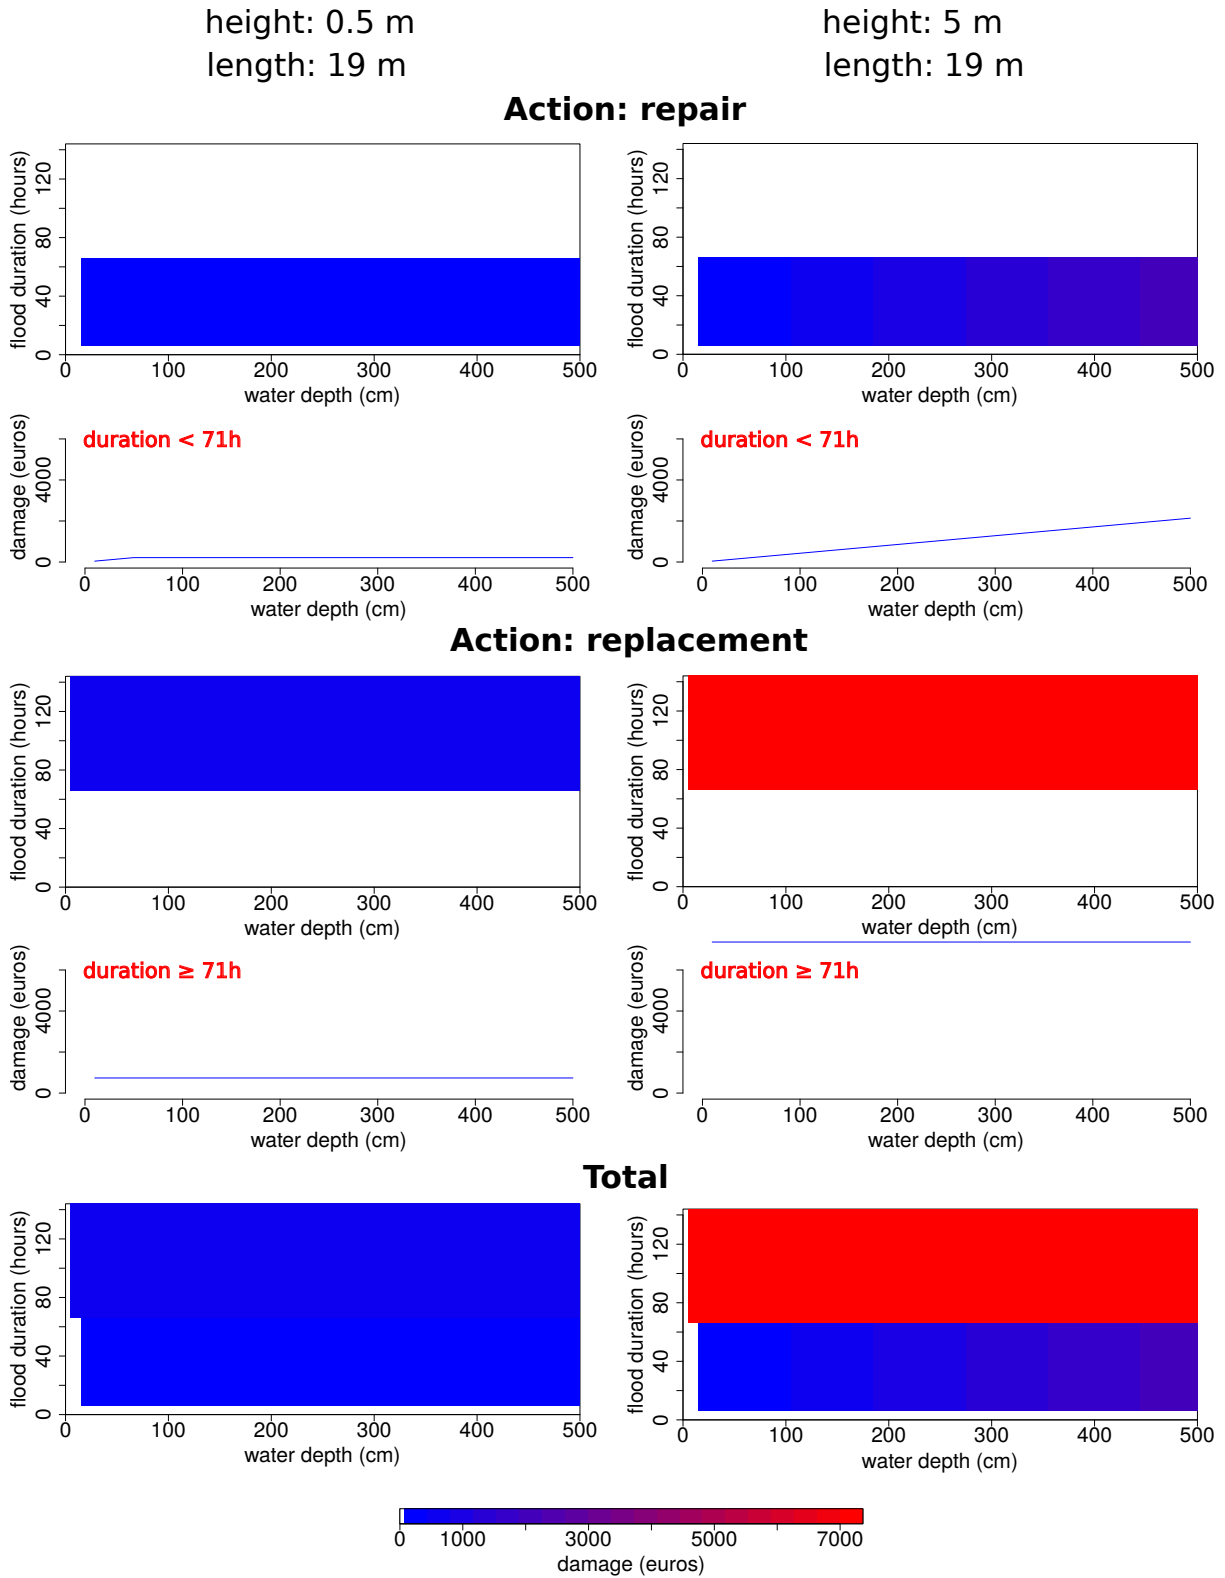 height: 0.5 m
length: 19 m
height: 5 m
length: 19 m
Action: repair
flood duration (hours)
0 40 80 120
0 100 200 300 400 500
water depth (cm)
flood duration (hours)
0 40 80 120
0 100 200 300 400 500
water depth (cm)
damage (euros)
0 4000
duration < 71h
0 100 200 300 400 500
water depth (cm)
damage (euros)
0 4000
duration < 71h
0 100 200 300 400 500
water depth (cm)
Action: replacement
flood duration (hours)
0 40 80 120
0 100 200 300 400 500
water depth (cm)
flood duration (hours)
0 40 80 120
0 100 200 300 400 500
water depth (cm)
damage (euros)
0 4000
duration ≥ 71h
0 100 200 300 400 500
water depth (cm)
damage (euros)
0 4000
duration ≥ 71h
0 100 200 300 400 500
water depth (cm)
Total
flood duration (hours)
0 40 80 120
0 100 200 300 400 500
water depth (cm)
flood duration (hours)
0 40 80 120
0 100 200 300 400 500
water depth (cm)
0 1000 3000 5000 7000
damage (euros)